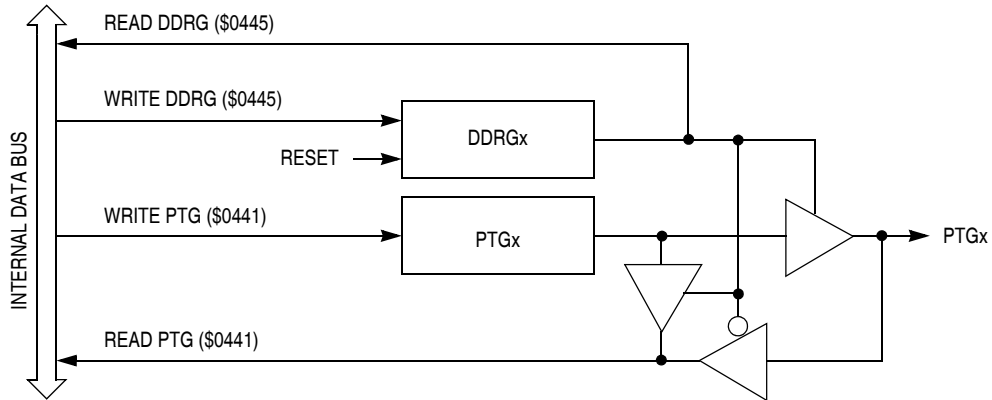 READ DDRG ($0445)
WRITE DDRG ($0445)
DDRGx
RESET
INTERNAL DATA BUS
WRITE PTG ($0441)
PTGx
PTGx
READ PTG ($0441)